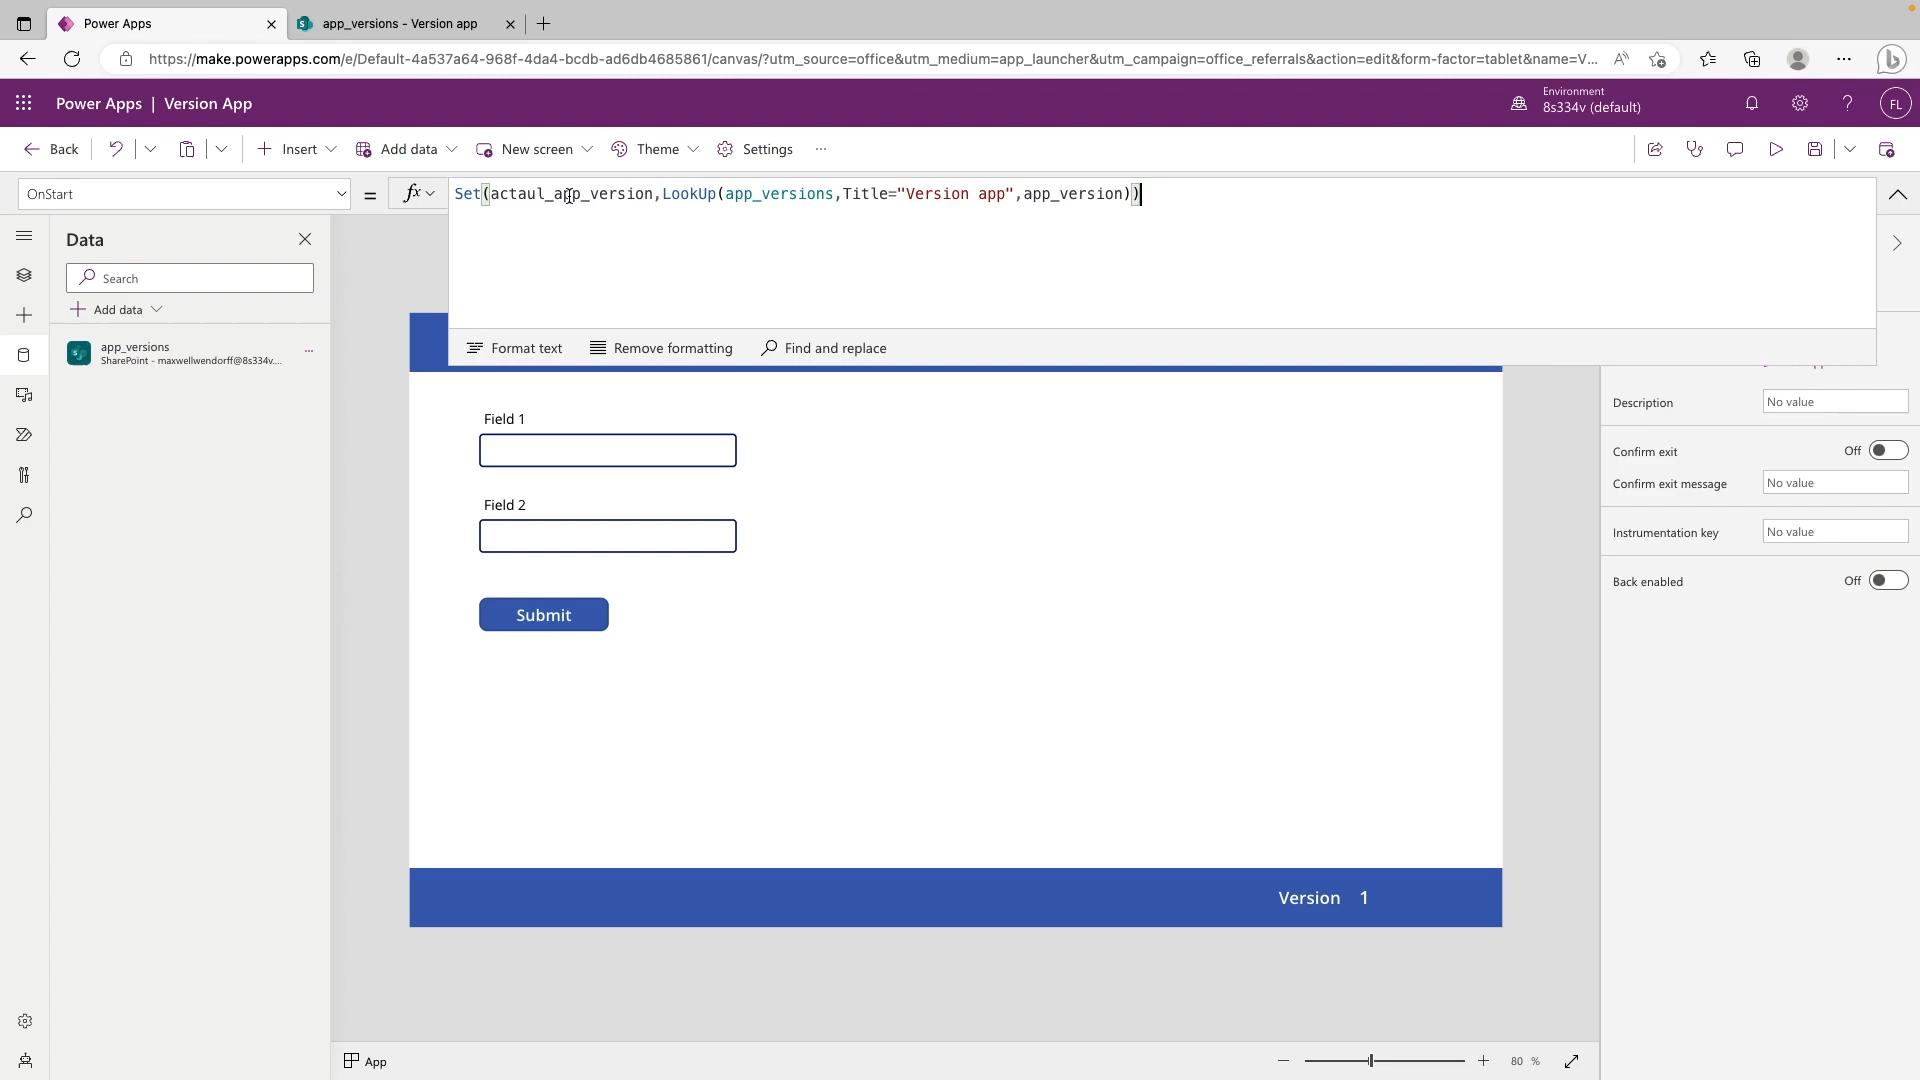 Power Apps
app_versions - Version app
https://make.powerapps.com/e/Default-4a537a64-968f-4da4-bcdb-ad6db4685861/canvas/?utm_source=office&utm_medium=app_launcher&utm_campaign=office_referrals&action=edit&form-factor=tablet&name=V...
Power Apps | Version App
Environment
8s334v (default)
FL
Back
Insert
Add data
New screen
Theme
Settings
OnStart
=
fx
Set(actaul_app_version,LookUp(app_versions,Title="Version app",app_version))
Data
Search
Add data
app_versions
SharePoint - maxwellwendorff@8s334v....
Format text
Remove formatting
Find and replace
Field 1
Field 2
Submit
Version 1
Description
No value
Confirm exit
Off
Confirm exit message
No value
Instrumentation key
No value
Back enabled
Off
App
80 %